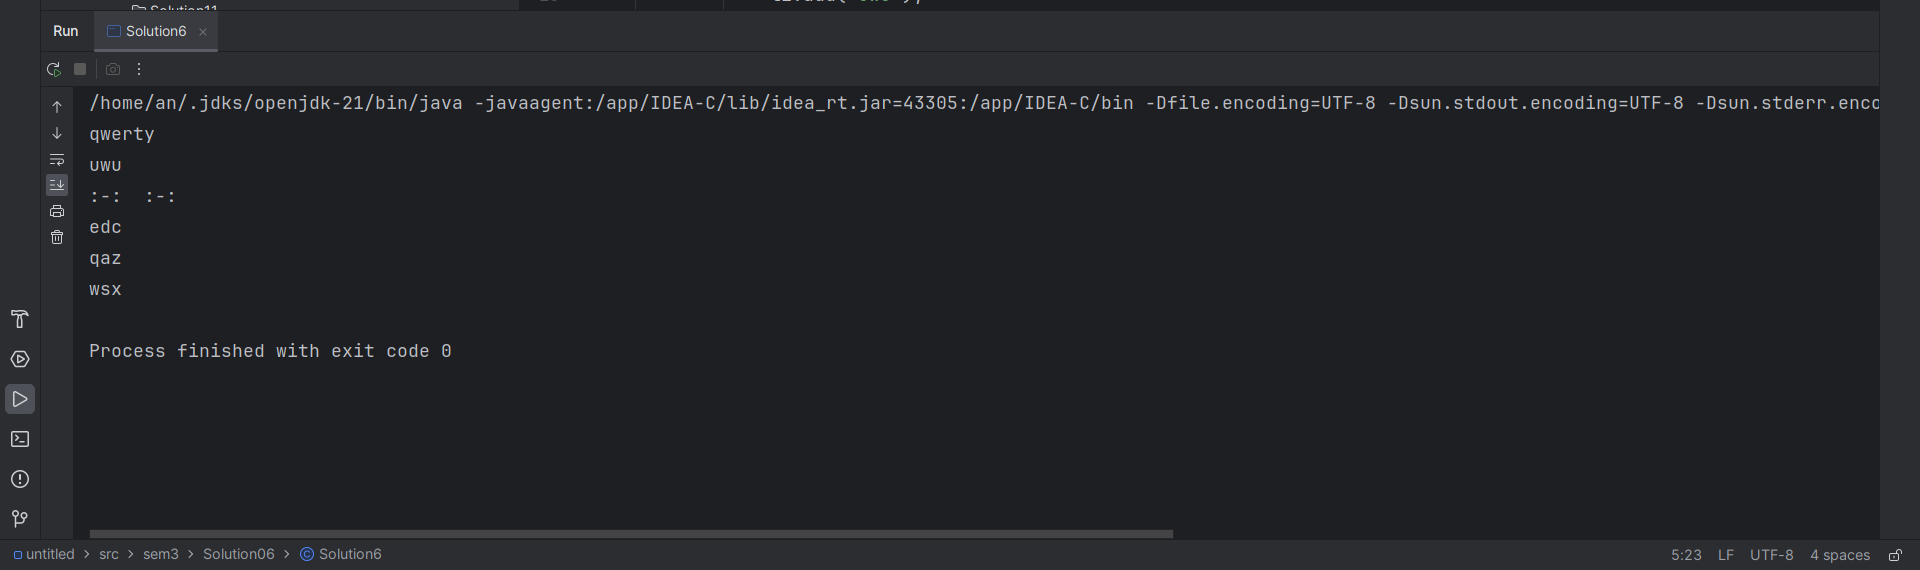 Solution11
Run Solution6
/home/an/.jdks/openjdk-21/bin/java -javaagent:/app/IDEA-C/lib/idea_rt.jar=43305:/app/IDEA-C/bin -Dfile.encoding=UTF-8 -Dsun.stdout.encoding=UTF-8 -Dsun.stderr.enco
qwerty
uwu
:-:  :-:
edc
qaz
wsx
Process finished with exit code 0
untitled > src > sem3 > Solution06 > Solution6 5:23 LF UTF-8 4 spaces